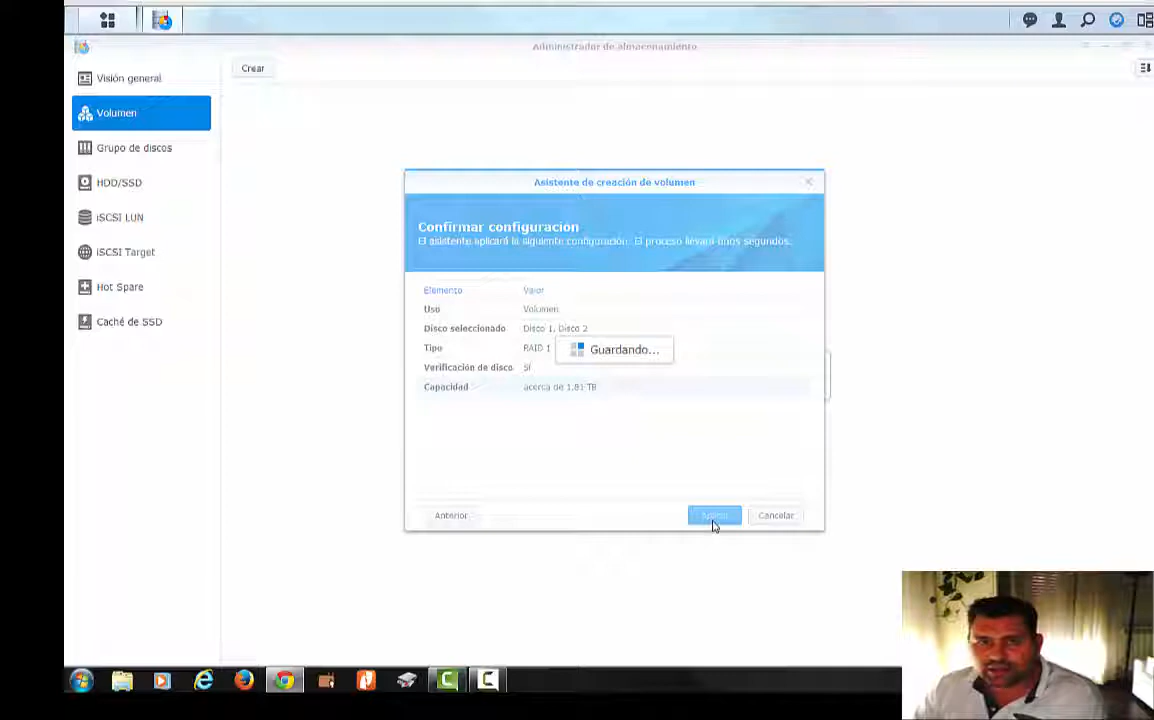 Administrador de almacenamiento
Crear
Visión general
Volumen
Grupo de discos
HDD/SSD
iSCSI LUN
iSCSI Target
Hot Spare
Caché de SSD
Asistente de creación de volumen
Confirmar configuración
El asistente aplicará la siguiente configuración. El proceso llevará unos segundos.
Elemento Valor
Uso Volumen
Disco seleccionado Disco 1, Disco 2
Tipo RAID 1
Guardando...
Verificación de disco Sí
Capacidad acerca de 1.81 TB
Anterior Aplicar Cancelar